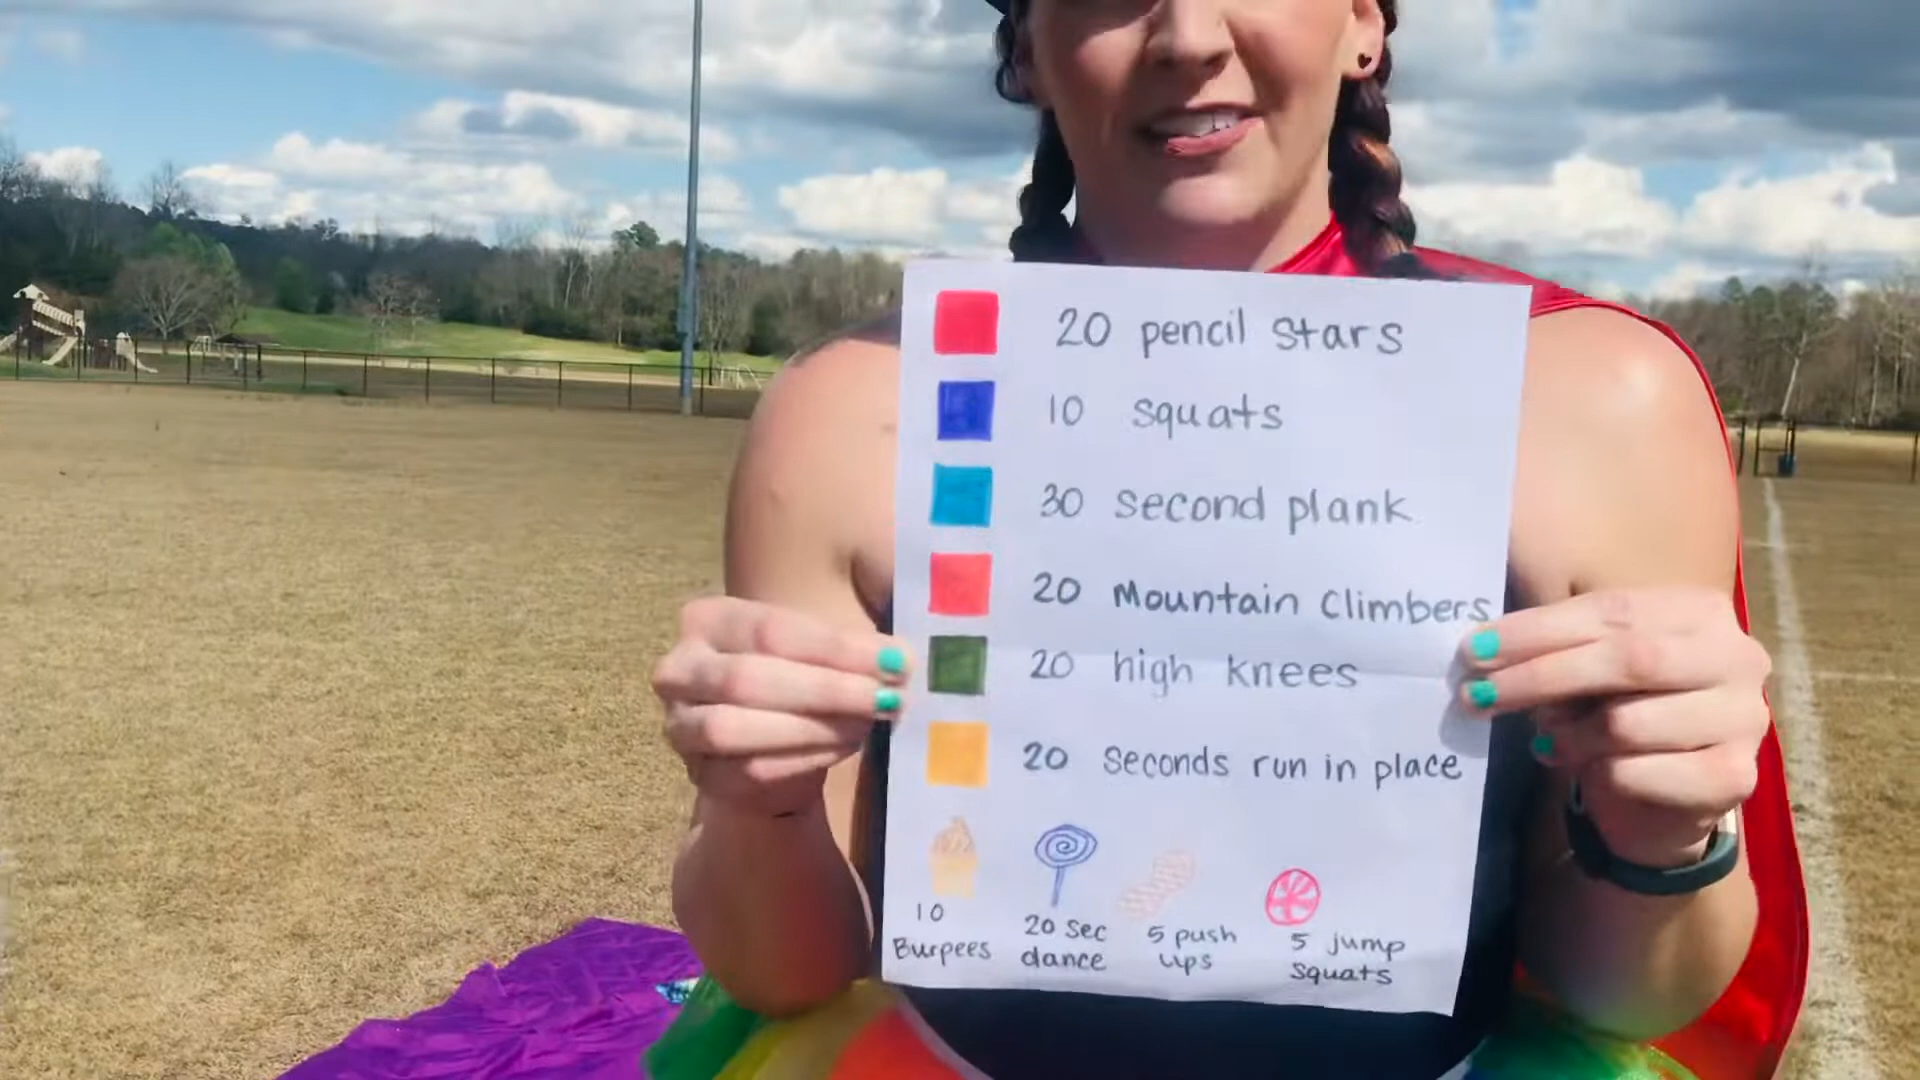 20 pencil stars
10 squats
30 second plank
20 Mountain Climbers
20 high knees
20 seconds run in place
10 Burpees
20 sec dance
5 push ups
5 jump squats